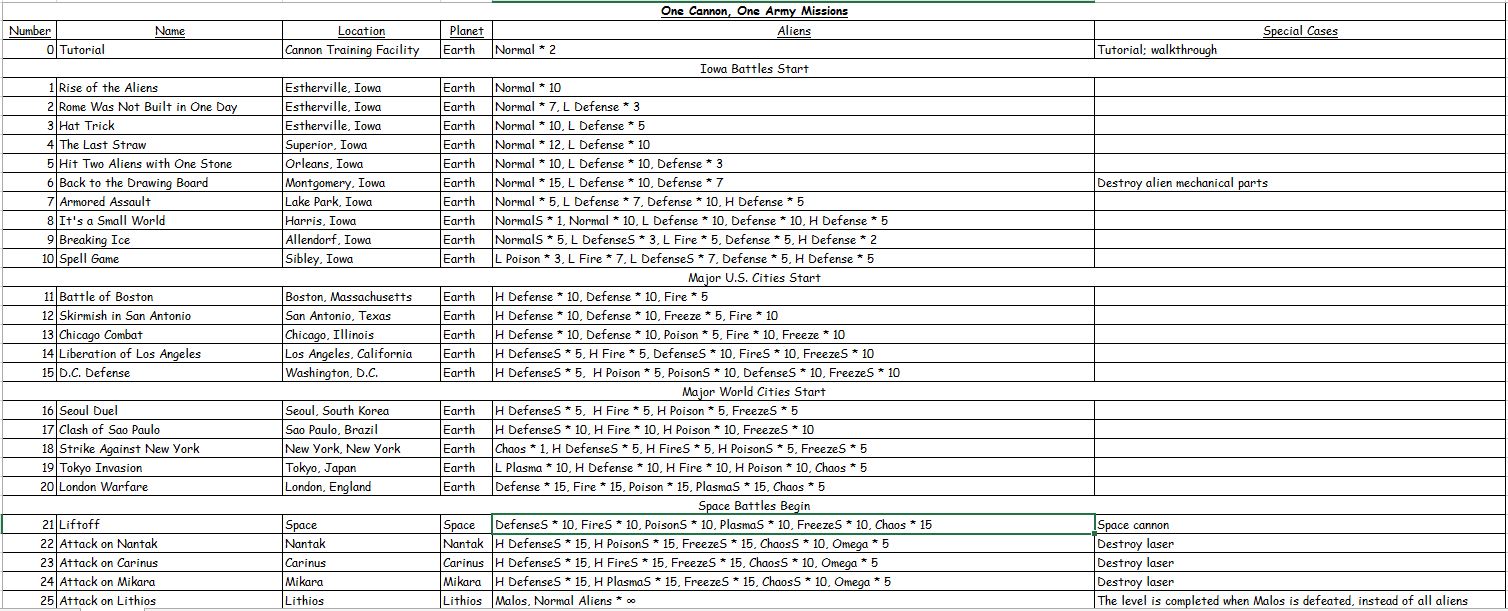 One Cannon, One Army Missions
Number Name Location Planet Aliens Special Cases
0 Tutorial Cannon Training Facility Earth Normal * 2 Tutorial; walkthrough
Iowa Battles Start
1 Rise of the Aliens Estherville, Iowa Earth Normal * 10
2 Rome Was Not Built in One Day Estherville, Iowa Earth Normal * 7, L Defense * 3
3 Hat Trick Estherville, Iowa Earth Normal * 10, L Defense * 5
4 The Last Straw Superior, Iowa Earth Normal * 12, L Defense * 10
5 Hit Two Aliens with One Stone Orleans, Iowa Earth Normal * 10, L Defense * 10, Defense * 3
6 Back to the Drawing Board Montgomery, Iowa Earth Normal * 15, L Defense * 10, Defense * 7 Destroy alien mechanical parts
7 Armored Assault Lake Park, Iowa Earth Normal * 5, L Defense * 7, Defense * 10, H Defense * 5
8 It's a Small World Harris, Iowa Earth NormalS * 1, Normal * 10, L Defense * 10, Defense * 10, H Defense * 5
9 Breaking Ice Allendorf, Iowa Earth NormalS * 5, L DefenseS * 3, L Fire * 5, Defense * 5, H Defense * 2
10 Spell Game Sibley, Iowa Earth L Poison * 3, L Fire * 7, L DefenseS * 7, Defense * 5, H Defense * 5
Major U.S. Cities Start
11 Battle of Boston Boston, Massachusetts Earth H Defense * 10, Defense * 10, Fire * 5
12 Skirmish in San Antonio San Antonio, Texas Earth H Defense * 10, Defense * 10, Freeze * 5, Fire * 10
13 Chicago Combat Chicago, Illinois Earth H Defense * 10, Defense * 10, Poison * 5, Fire * 10, Freeze * 10
14 Liberation of Los Angeles Los Angeles, California Earth H DefenseS * 5, H Fire * 5, DefenseS * 10, FireS * 10, FreezeS * 10
15 D.C. Defense Washington, D.C. Earth H DefenseS * 5, H Poison * 5, PoisonS * 10, DefenseS * 10, FreezeS * 10
Major World Cities Start
16 Seoul Duel Seoul, South Korea Earth H DefenseS * 5, H Fire * 5, H Poison * 5, FreezeS * 5
17 Clash of Sao Paulo Sao Paulo, Brazil Earth H DefenseS * 10, H Fire * 10, H Poison * 10, FreezeS * 10
18 Strike Against New York New York, New York Earth Chaos * 1, H DefenseS * 5, H FireS * 5, H PoisonS * 5, FreezeS * 5
19 Tokyo Invasion Tokyo, Japan Earth L Plasma * 10, H Defense * 10, H Fire * 10, H Poison * 10, Chaos * 5
20 London Warfare London, England Earth Defense * 15, Fire * 15, Poison * 15, PlasmaS * 15, Chaos * 5
Space Battles Begin
21 Liftoff Space Space DefenseS * 10, FireS * 10, PoisonS * 10, PlasmaS * 10, FreezeS * 10, Chaos * 15 Space cannon
22 Attack on Nantak Nantak Nantak H DefenseS * 15, H PoisonS * 15, FreezeS * 15, ChaosS * 10, Omega * 5 Destroy laser
23 Attack on Carinus Carinus Carinus H DefenseS * 15, H FireS * 15, FreezeS * 15, ChaosS * 10, Omega * 5 Destroy laser
24 Attack on Mikara Mikara Mikara H DefenseS * 15, H PlasmaS * 15, FreezeS * 15, ChaosS * 10, Omega * 5 Destroy laser
25 Attack on Lithios Lithios Lithios Malos, Normal Aliens * ∞ The level is completed when Malos is defeated, instead of all aliens